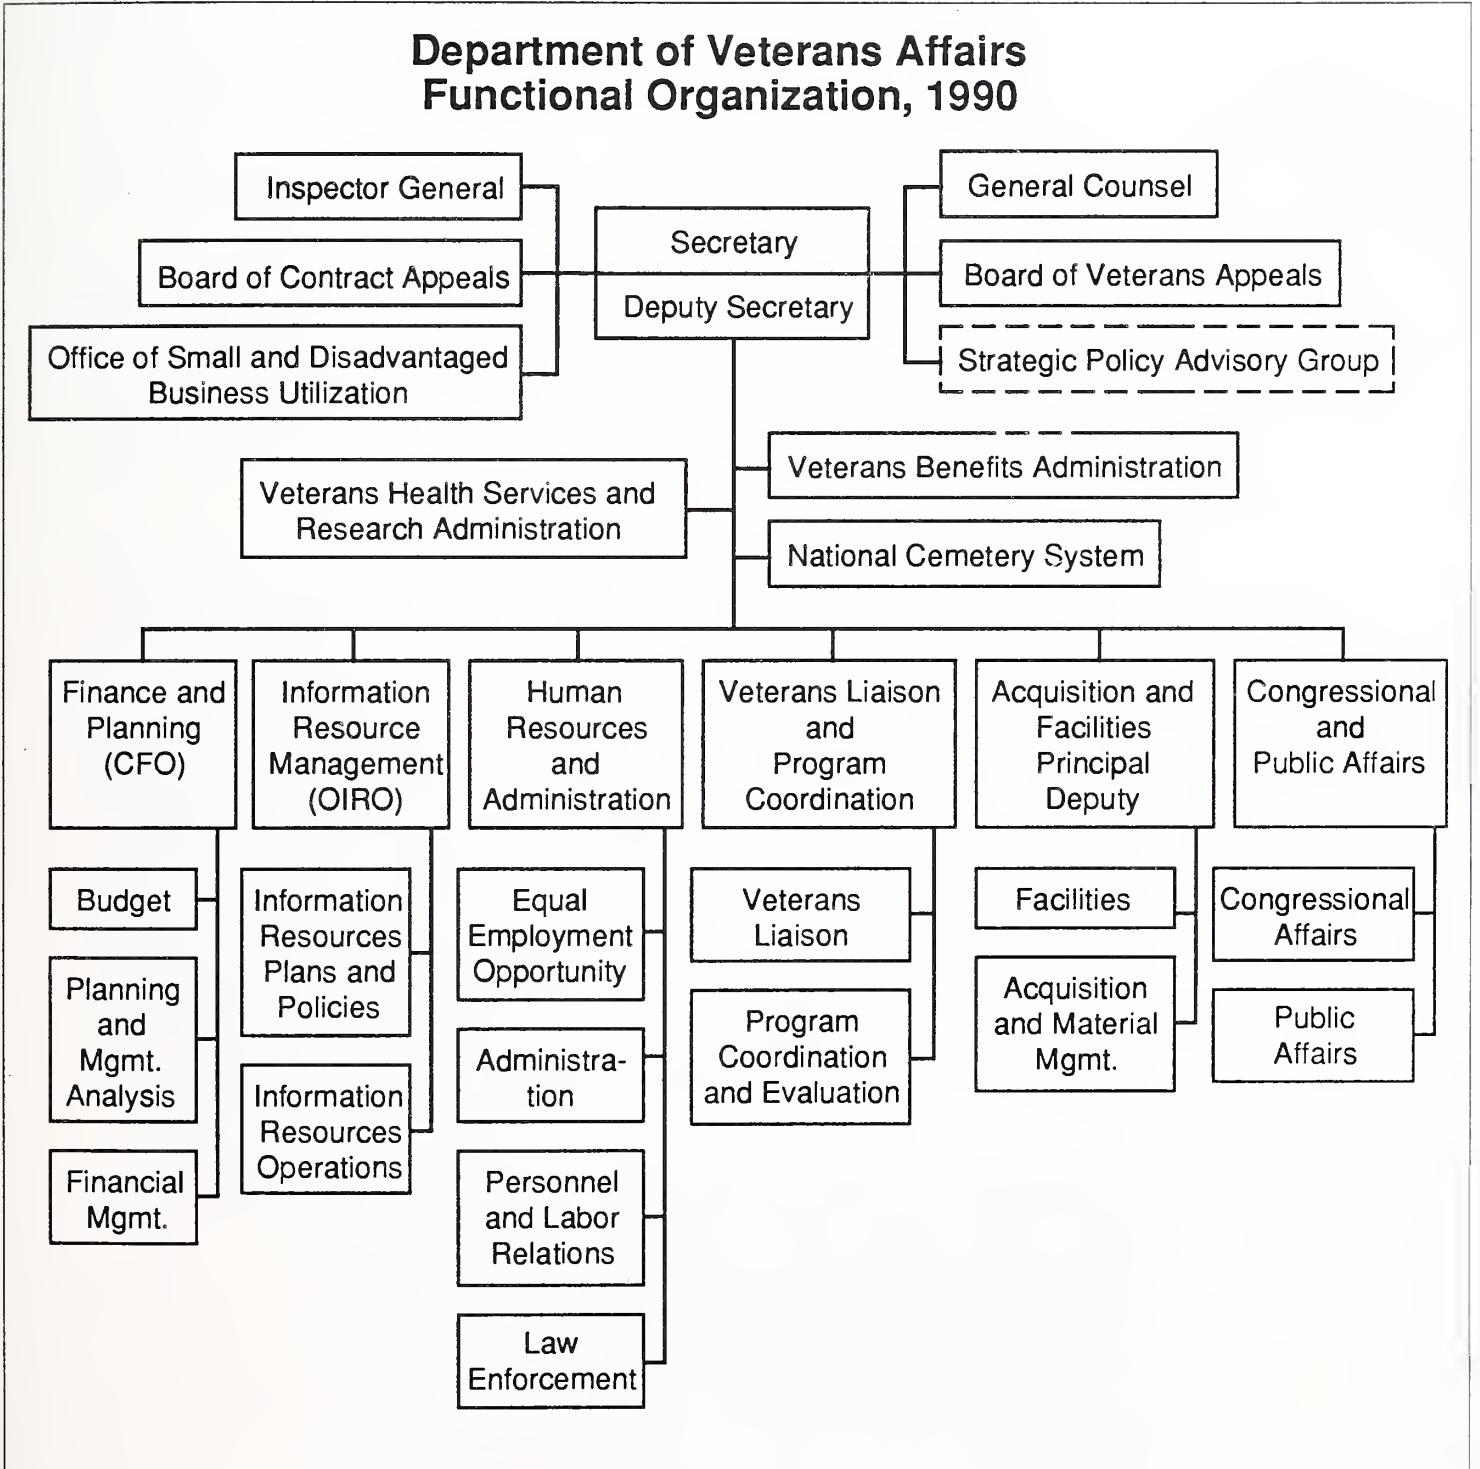 Department of Veterans Affairs
Functional Organization, 1990
Inspector General
General Counsel
Secretary
Board of Contract Appeals
Board of Veterans Appeals
Deputy Secretary
Office of Small and Disadvantaged
Business Utilization
Strategic Policy Advisory Group
Veterans Benefits Administration
Veterans Health Services and
Research Administration
National Cemetery System
Finance and
Planning
(CFO)
Information
Resource
Management
(OIRO)
Human
Resources
and
Administration
Veterans Liaison
and
Program
Coordination
Acquisition and
Facilities
Principal
Deputy
Congressional
and
Public Affairs
Budget
Planning
and
Mgmt.
Analysis
Financial
Mgmt.
Information
Resources
Plans and
Policies
Information
Resources
Operations
Equal
Employment
Opportunity
Administra-
tion
Personnel
and Labor
Relations
Law
Enforcement
Veterans
Liaison
Program
Coordination
and Evaluation
Facilities
Acquisition
and Material
Mgmt.
Congressional
Affairs
Public
Affairs